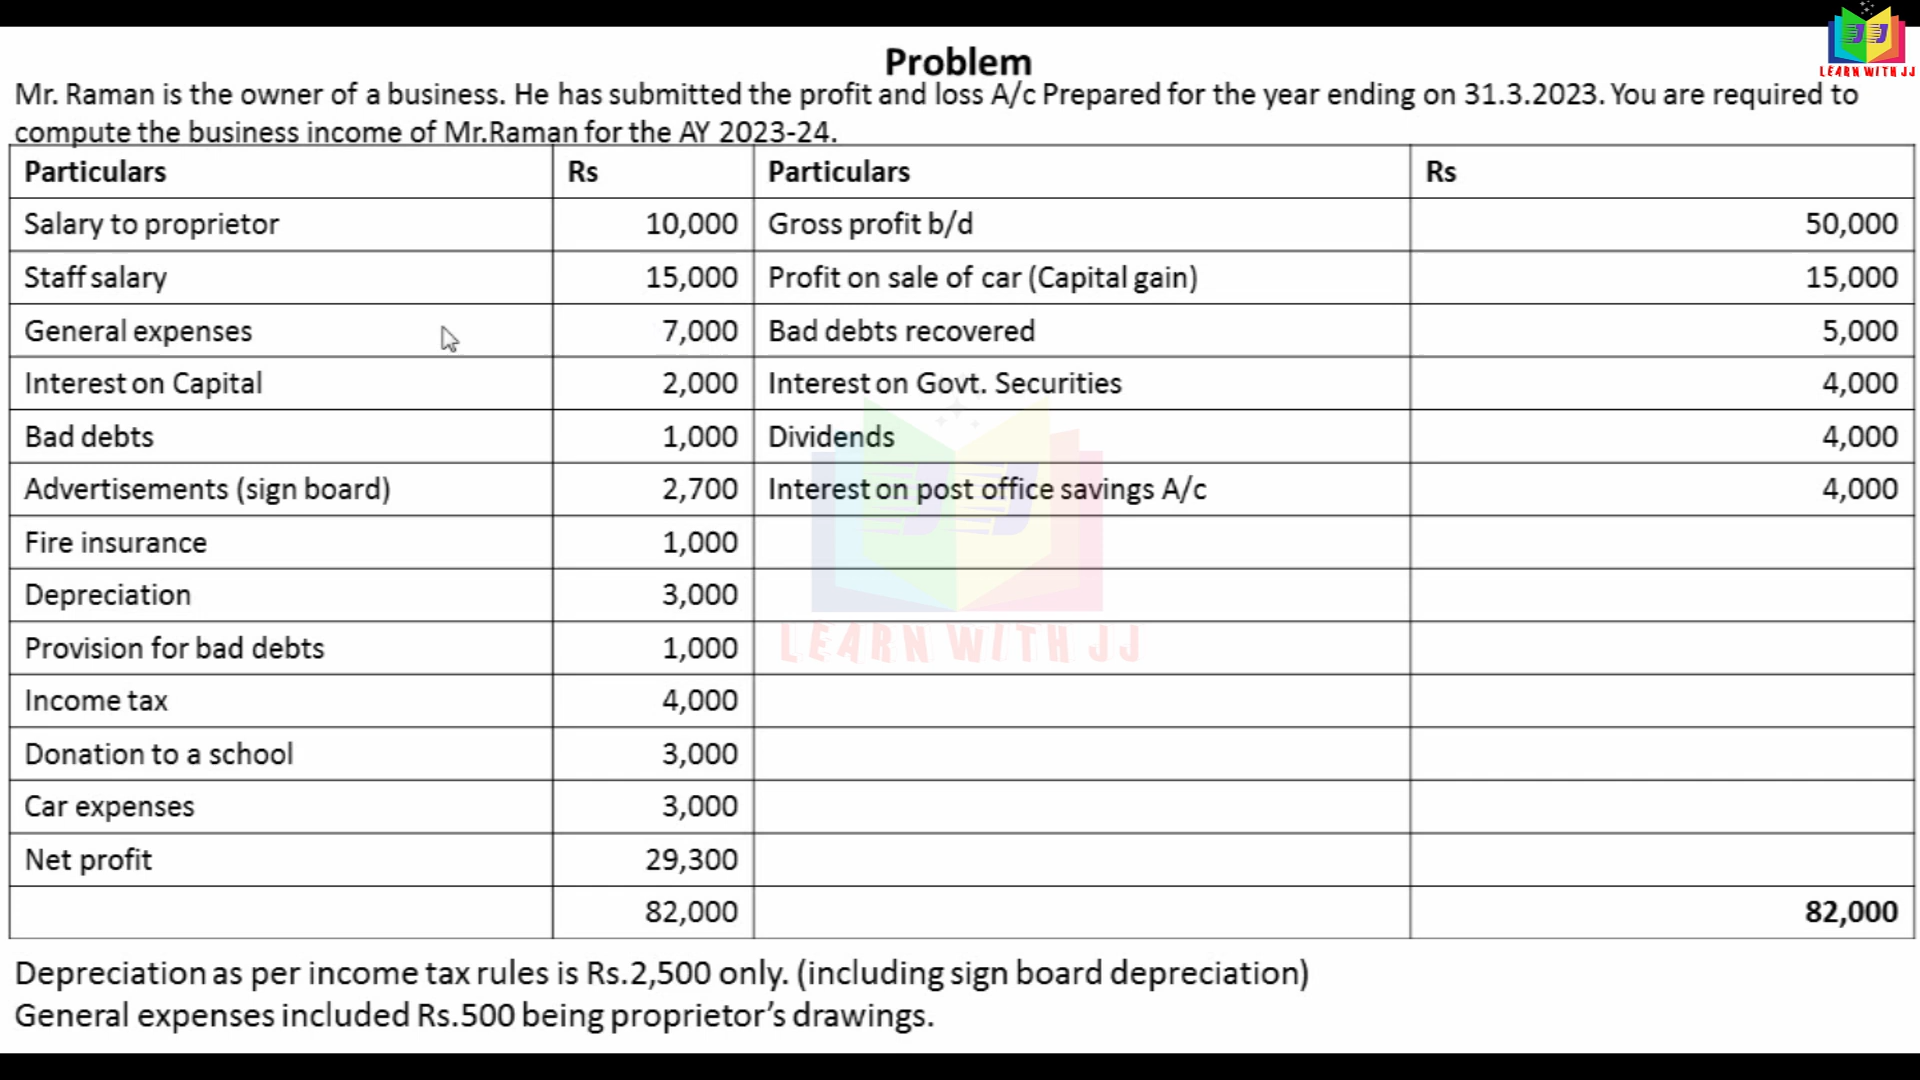 LEARN WITH JJ
Problem
Mr. Raman is the owner of a business. He has submitted the profit and loss A/c Prepared for the year ending on 31.3.2023. You are required to
compute the business income of Mr.Raman for the AY 2023-24.
Particulars Rs Particulars Rs
Salary to proprietor 10,000 Gross profit b/d 50,000
Staff salary 15,000 Profit on sale of car (Capital gain) 15,000
General expenses 7,000 Bad debts recovered 5,000
Interest on Capital 2,000 Interest on Govt. Securities 4,000
Bad debts 1,000 Dividends 4,000
Advertisements (sign board) 2,700 Interest on post office savings A/c 4,000
Fire insurance 1,000
Depreciation 3,000
Provision for bad debts 1,000
LEARN WITH JJ
Income tax 4,000
Donation to a school 3,000
Car expenses 3,000
Net profit 29,300
82,000 82,000
Depreciation as per income tax rules is Rs.2,500 only. (including sign board depreciation)
General expenses included Rs.500 being proprietor’s drawings.